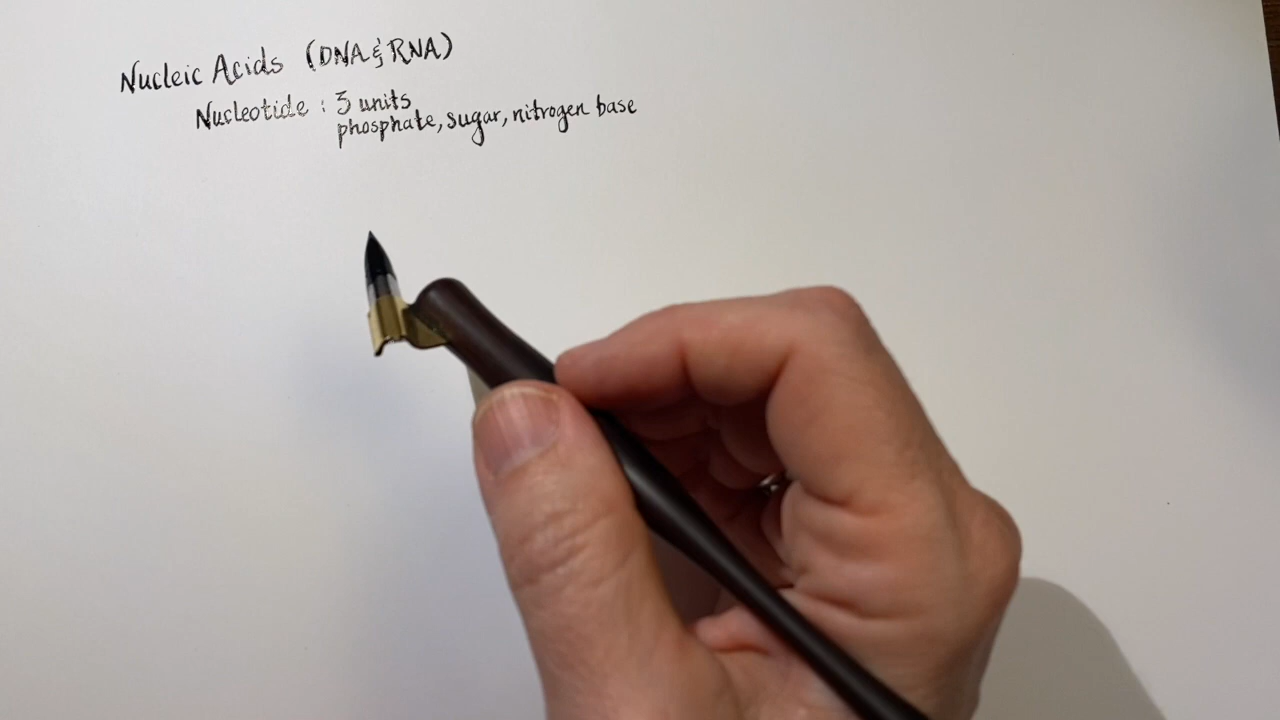 Nucleic Acids (DNA & RNA)
Nucleotide : 3 units
phosphate, sugar, nitrogen base